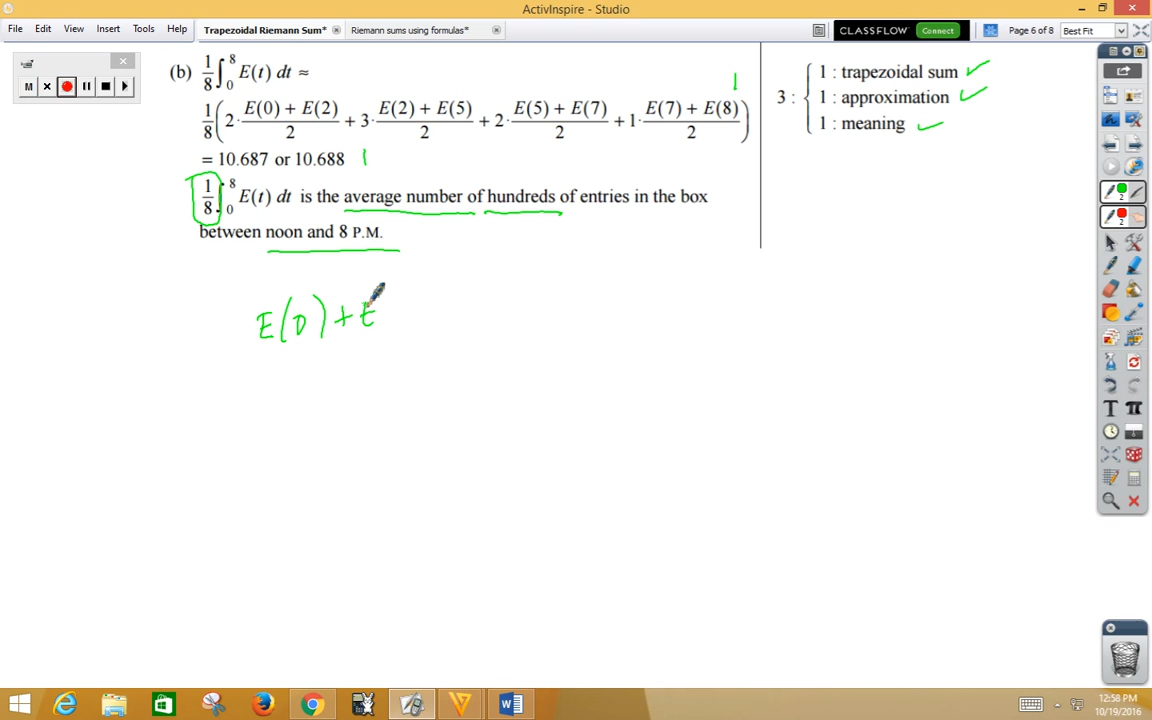 ActivInspire - Studio
File Edit View Insert Tools Help Trapezoidal Riemann Sum* Riemann sums using formulas* CLASSFLOW Connect Page 6 of 8 Best Fit
(b) 1/8 ∫₀⁸ E(t) dt ≈
1/8 (2 · (E(0) + E(2))/2 + 3 · (E(2) + E(5))/2 + 2 · (E(5) + E(7))/2 + 1 · (E(7) + E(8))/2) 1
= 10.687 or 10.688 1
1/8 ∫₀⁸ E(t) dt is the average number of hundreds of entries in the box
between noon and 8 P.M.
3 : { 1 : trapezoidal sum ✓
1 : approximation ✓
1 : meaning ✓
E(0) + E
2
2
12:58 PM
10/19/2016